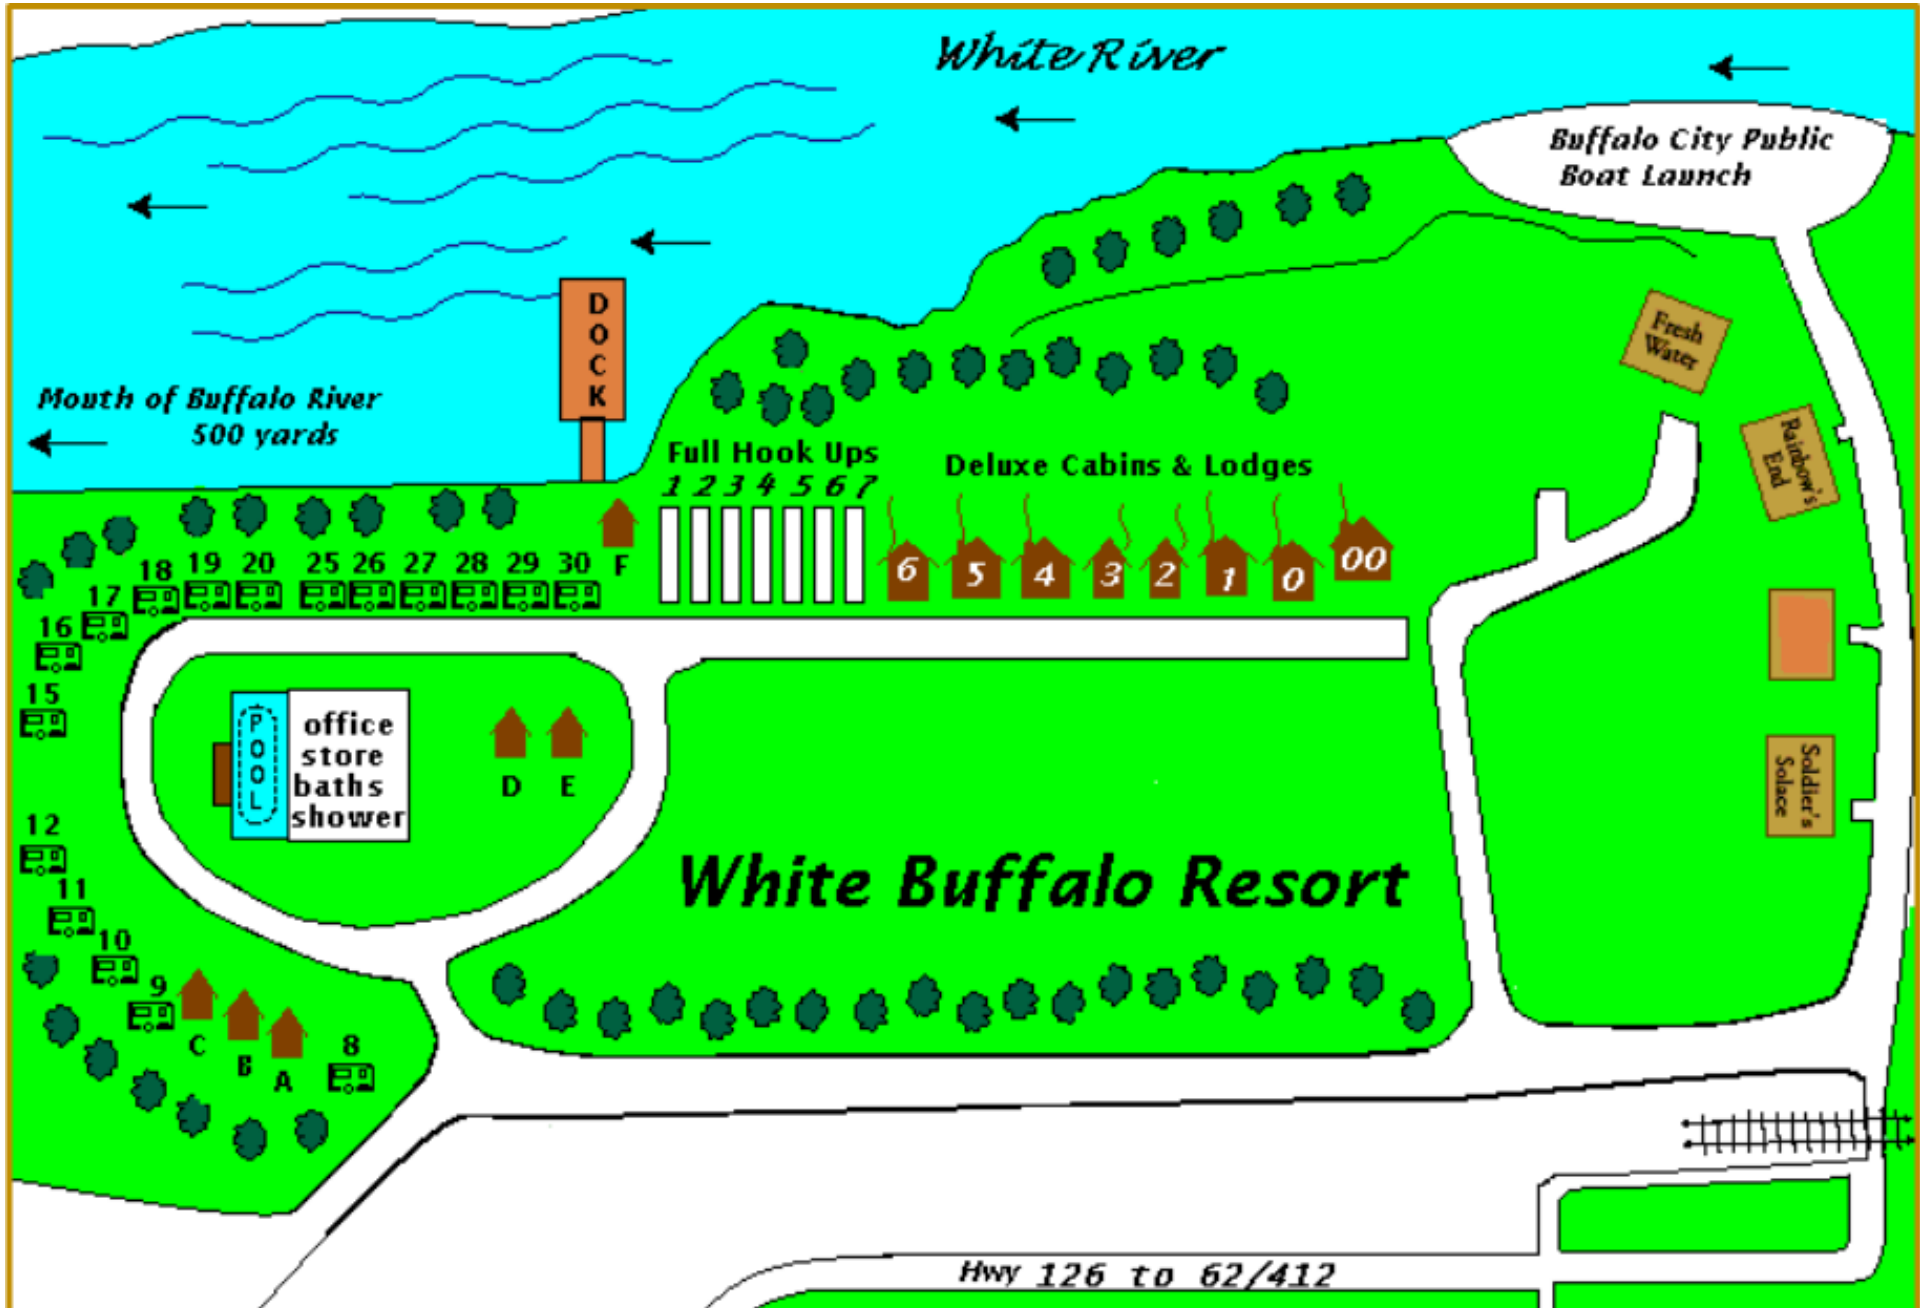 White River
Buffalo City Public
Boat Launch
DOCK
Fresh
Water
Mouth of Buffalo River
500 yards
Full Hook Ups
1 2 3 4 5 6 7
Deluxe Cabins & Lodges
Rainbow's
End
18 19 20 25 26 27 28 29 30 F
6 5 4 3 2 1 0 00
17
16
15
POOL
office
store
baths
shower
D E
Soldier's
Solace
12
11
10
9
C B A 8
White Buffalo Resort
Hwy 126 to 62/412